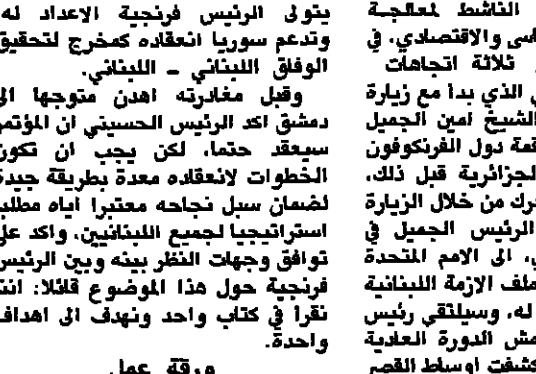 الناشط لمعالجة
اسى والاقتصادي، في
ثلاثة اتجاهات
ي الذي بدا مع زيارة
الشيخ امين الجميل
قمة دول الفرنكوفون
لجزائرية قبل ذلك،
رك من خلال الزيارة
الرئيس الجميل في
ي، الى الامم المتحدة
ملف الازمة اللبنانية
له، وسيلتقي رئيس
مش الدورة العادية
كشفت اوساط القصر
يتولى الرئيس فرنجية الاعداد له
وتدعم سوريا انعقاده كمخرج لتحقيق
الوفاق اللبناني - اللبناني.
وقبل مغادرته اهدن متوجها الى
دمشق اكد الرئيس الحسيني ان المؤتمر
سيعقد حتما، لكن يجب ان تكون
الخطوات لانعقاده معدة بطريقة جيدة
لضمان سبل نجاحه معتبرا اياه مطلبا
استراتيجيا لجميع اللبنانيين، واكد على
توافق وجهات النظر بينه وبين الرئيس
فرنجية حول هذا الموضوع قائلا: اننا
نقرا في كتاب واحد ونهدف الى اهداف
واحدة.
ورقة عمل